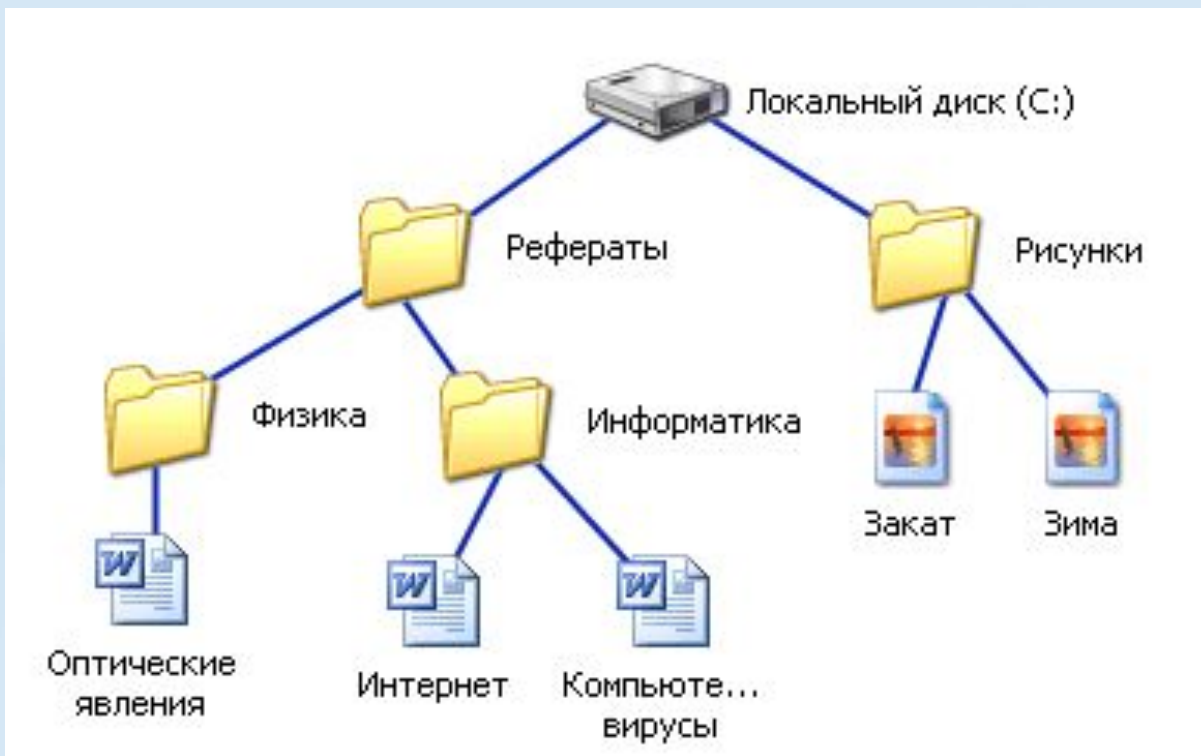 Локальный диск (C:)
Рефераты
Рисунки
Физика
Информатика
Закат
Зима
Оптические
явления
Интернет
Компьюте...
вирусы